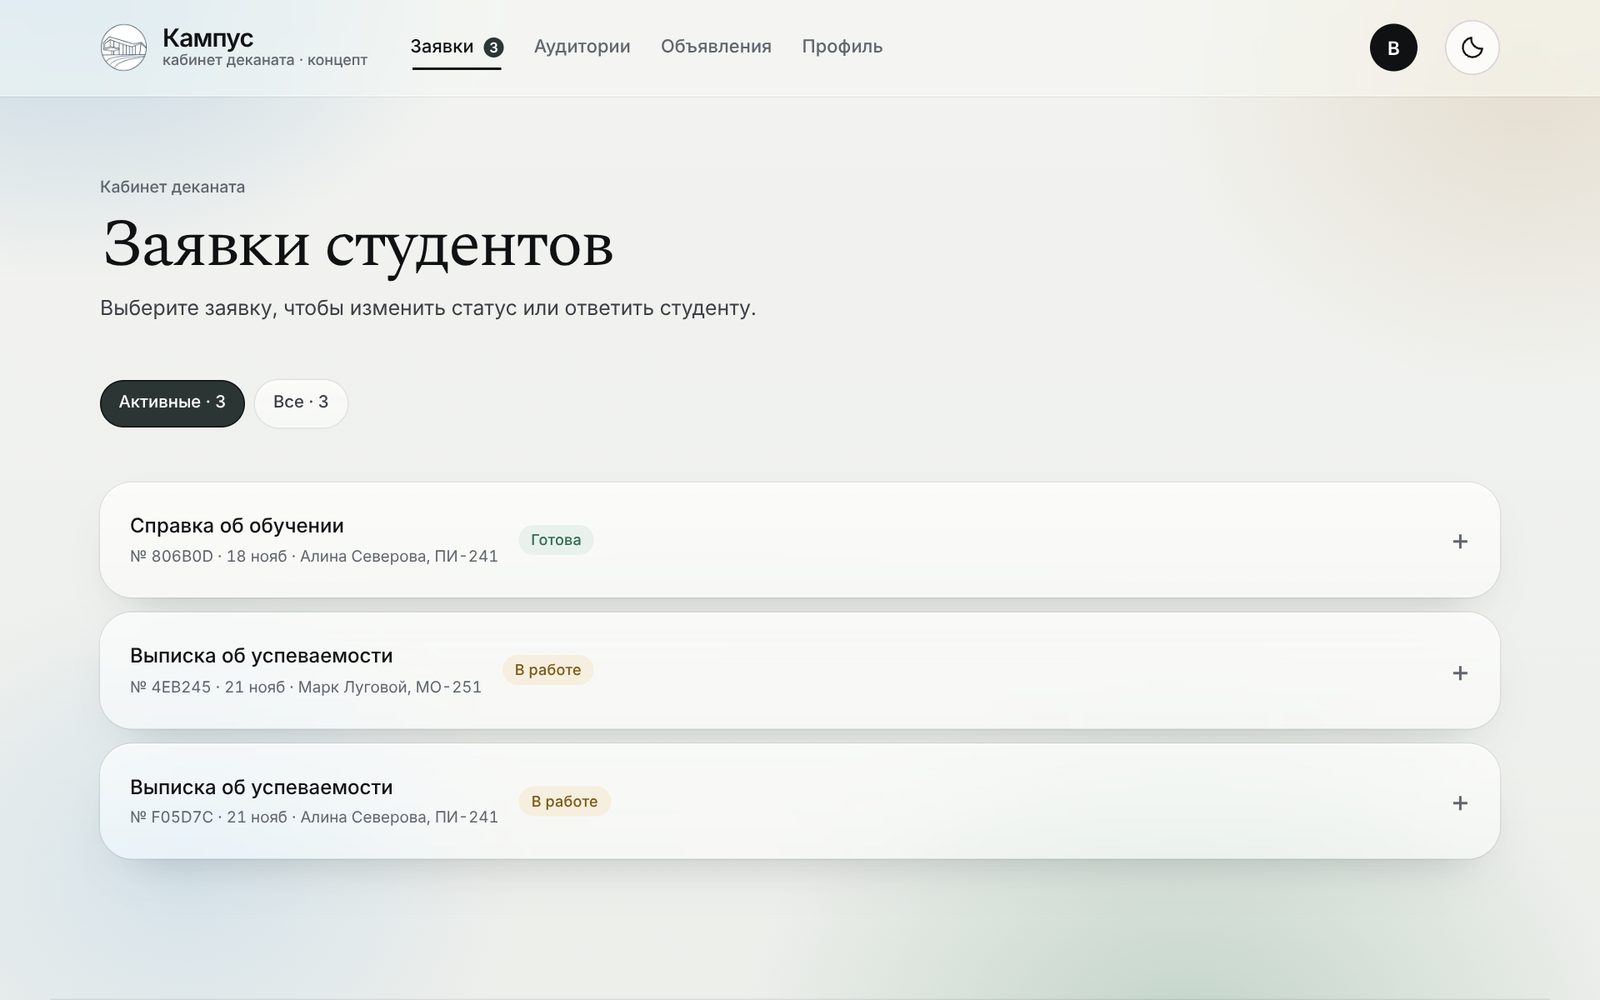 Кампус
кабинет деканата · концепт
Заявки 3
Аудитории
Объявления
Профиль
В
Кабинет деканата
Заявки студентов
Выберите заявку, чтобы изменить статус или ответить студенту.
Активные · 3
Все · 3
Справка об обучении
№ 806B0D · 18 нояб · Алина Северова, ПИ-241
Готова
+
Выписка об успеваемости
№ 4EB245 · 21 нояб · Марк Луговой, МО-251
В работе
+
Выписка об успеваемости
№ F05D7C · 21 нояб · Алина Северова, ПИ-241
В работе
+